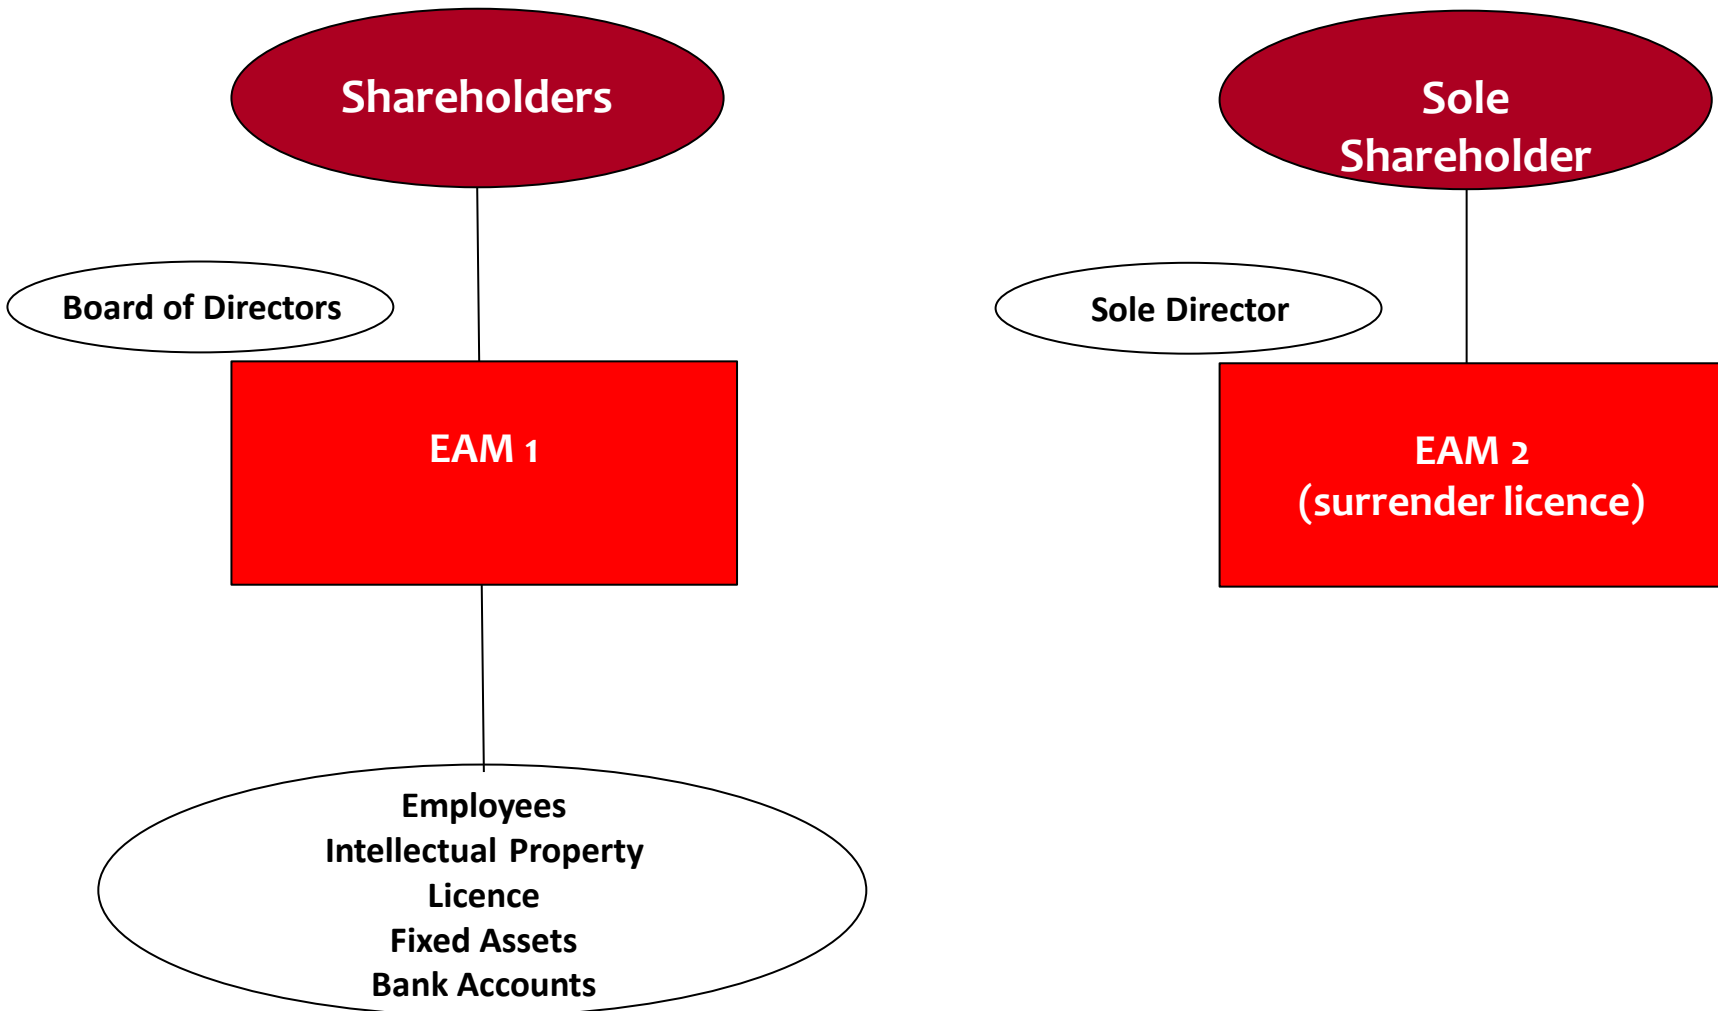 Shareholders
Board of Directors
EAM 1
Employees
Intellectual Property
Licence
Fixed Assets
Bank Accounts
Sole
Shareholder
Sole Director
EAM 2
(surrender licence)